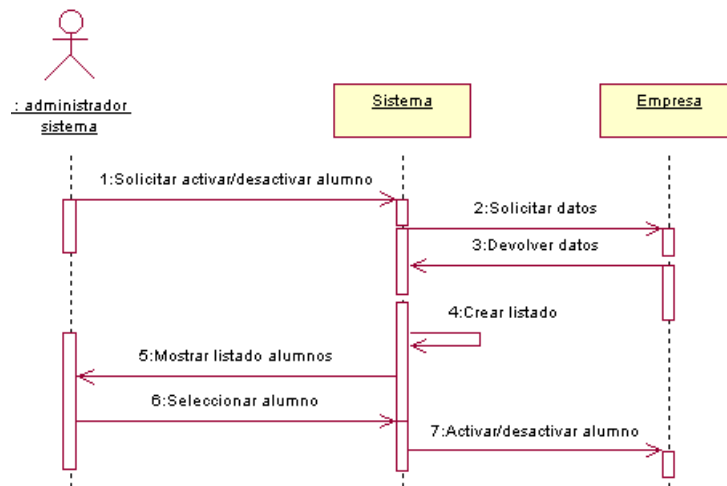 : administrador
sistema
Sistema
Empresa
1:Solicitar activar/desactivar alumno
2:Solicitar datos
3:Devolver datos
4:Crear listado
5:Mostrar listado alumnos
6:Seleccionar alumno
7:Activar/desactivar alumno